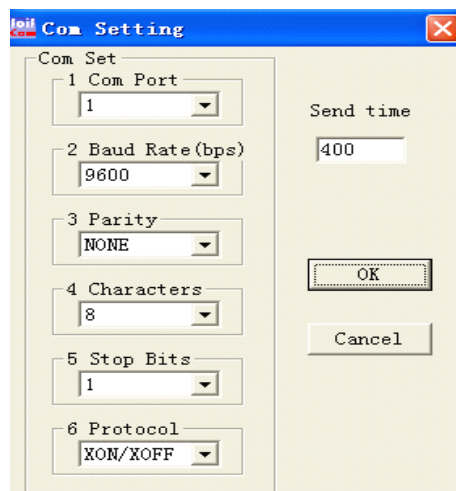 Com Setting
Com Set
1 Com Port
1
2 Baud Rate(bps)
9600
3 Parity
NONE
4 Characters
8
5 Stop Bits
1
6 Protocol
XON/XOFF
Send time
400
OK
Cancel